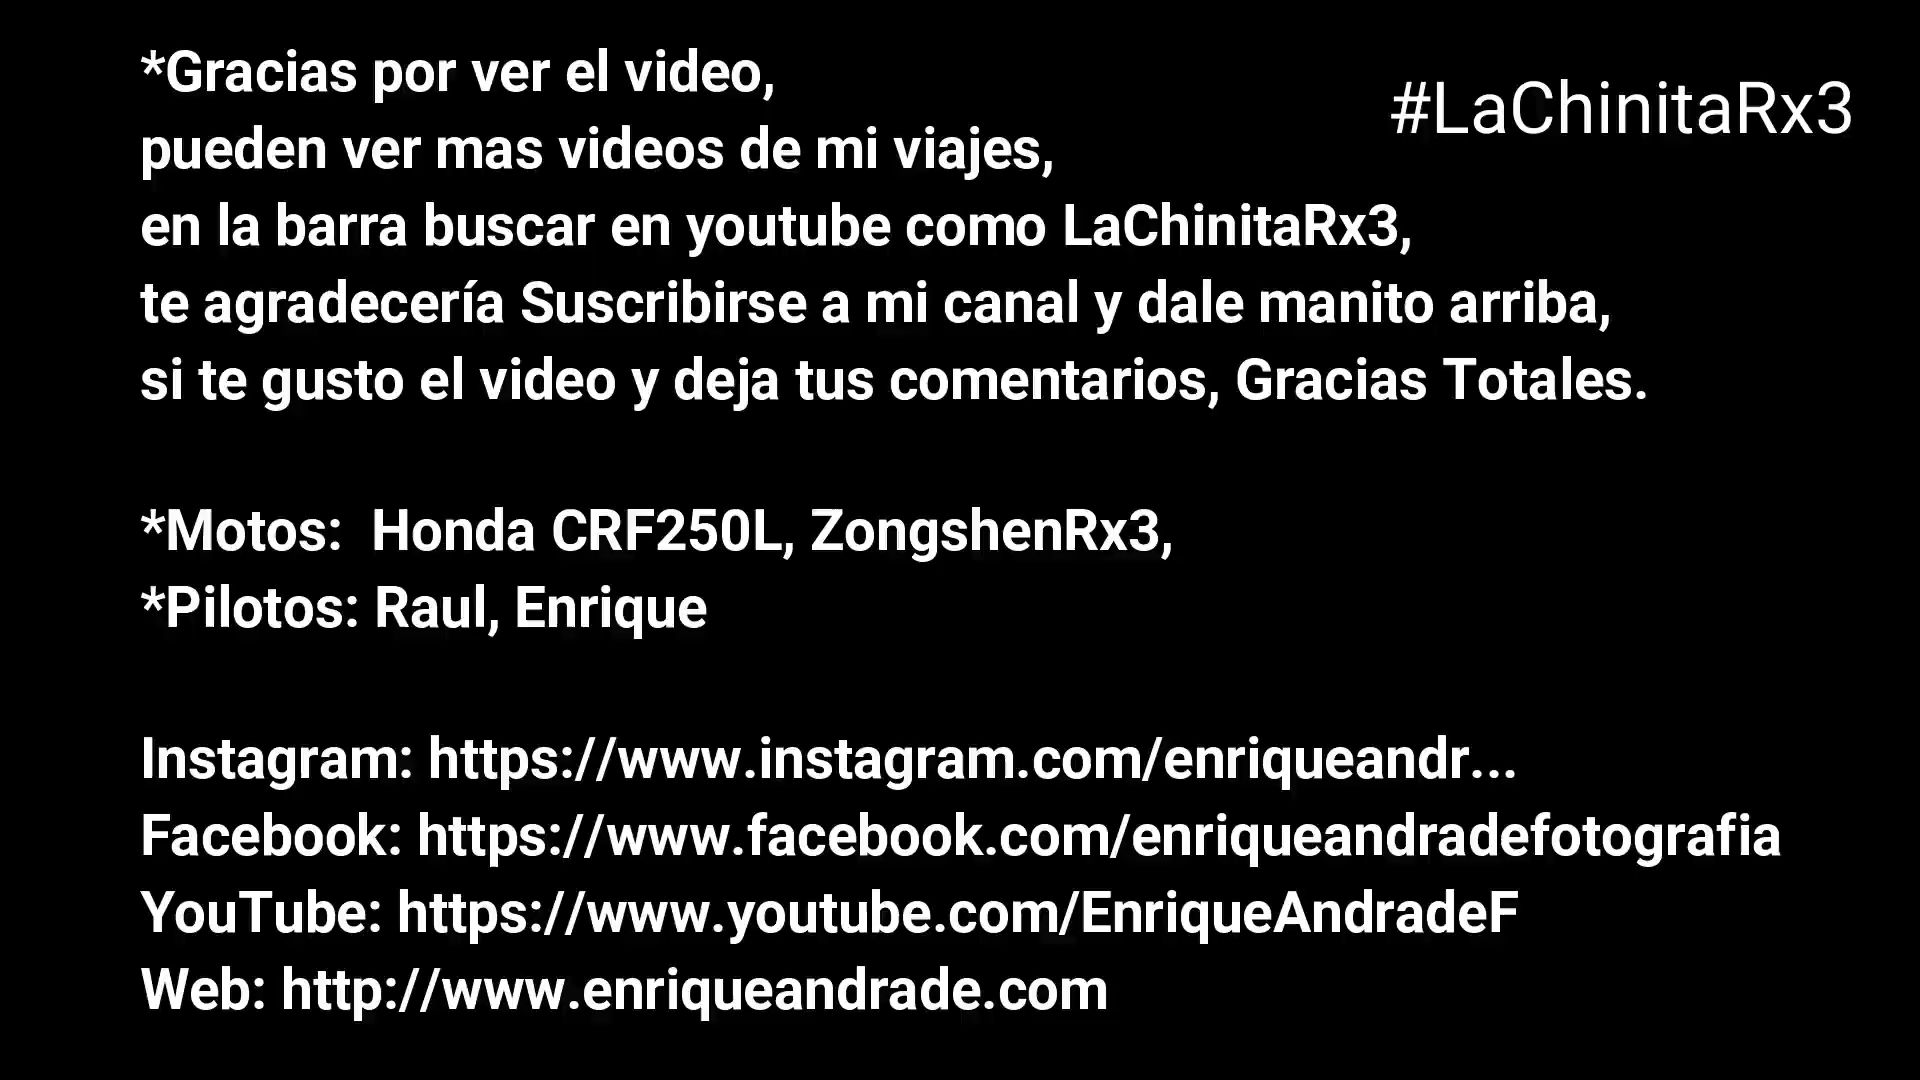 *Gracias por ver el video,
#LaChinitaRx3
pueden ver mas videos de mi viajes,
en la barra buscar en youtube como LaChinitaRx3,
te agradecería Suscribirse a mi canal y dale manito arriba,
si te gusto el video y deja tus comentarios, Gracias Totales.
*Motos:  Honda CRF250L, ZongshenRx3,
*Pilotos: Raul, Enrique
Instagram: https://www.instagram.com/enriqueandr...
Facebook: https://www.facebook.com/enriqueandradefotografia
YouTube: https://www.youtube.com/EnriqueAndradeF
Web: http://www.enriqueandrade.com